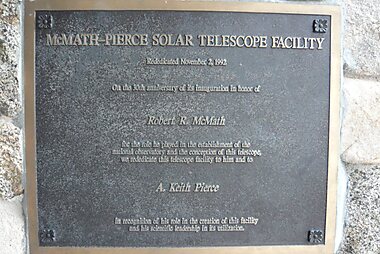 McMATH-PIERCE SOLAR TELESCOPE FACILITY
Rededicated November 2, 1992
On the 30th anniversary of its inauguration in honor of
Robert R. McMath
for the role he played in the establishment of the
national observatory and the conception of this telescope,
we rededicate this telescope facility to him and to
A. Keith Pierce
in recognition of his role in the creation of this facility
and his scientific leadership in its utilization.